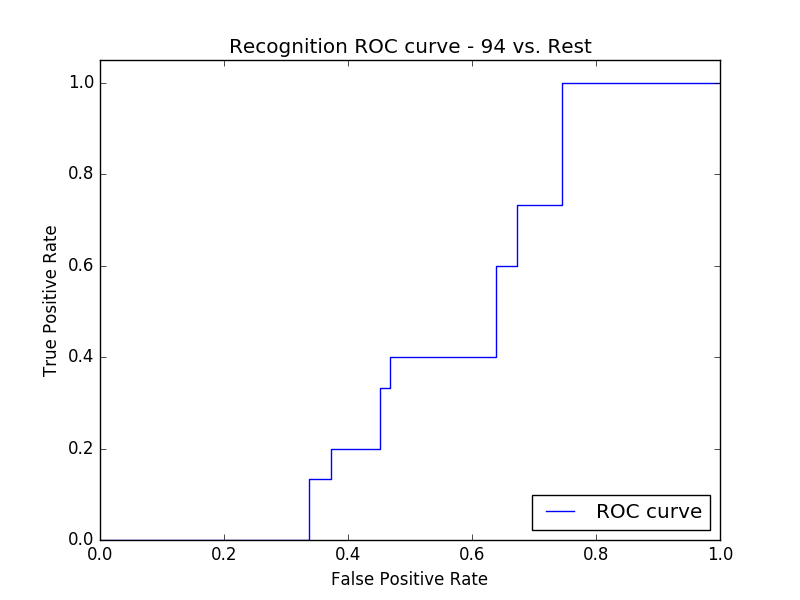 Recognition ROC curve - 94 vs. Rest
1.0
0.8
0.6
0.4
0.2
0.0
True Positive Rate
ROC curve
0.0 0.2 0.4 0.6 0.8 1.0
False Positive Rate